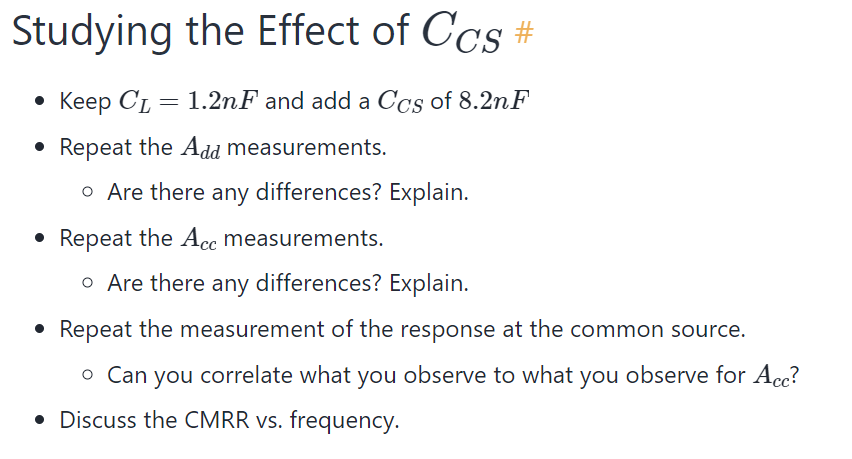 Studying the Effect of C_{CS} #
• Keep C_L = 1.2nF and add a C_{CS} of 8.2nF
• Repeat the A_{dd} measurements.
◦ Are there any differences? Explain.
• Repeat the A_{cc} measurements.
◦ Are there any differences? Explain.
• Repeat the measurement of the response at the common source.
◦ Can you correlate what you observe to what you observe for A_{cc}?
• Discuss the CMRR vs. frequency.